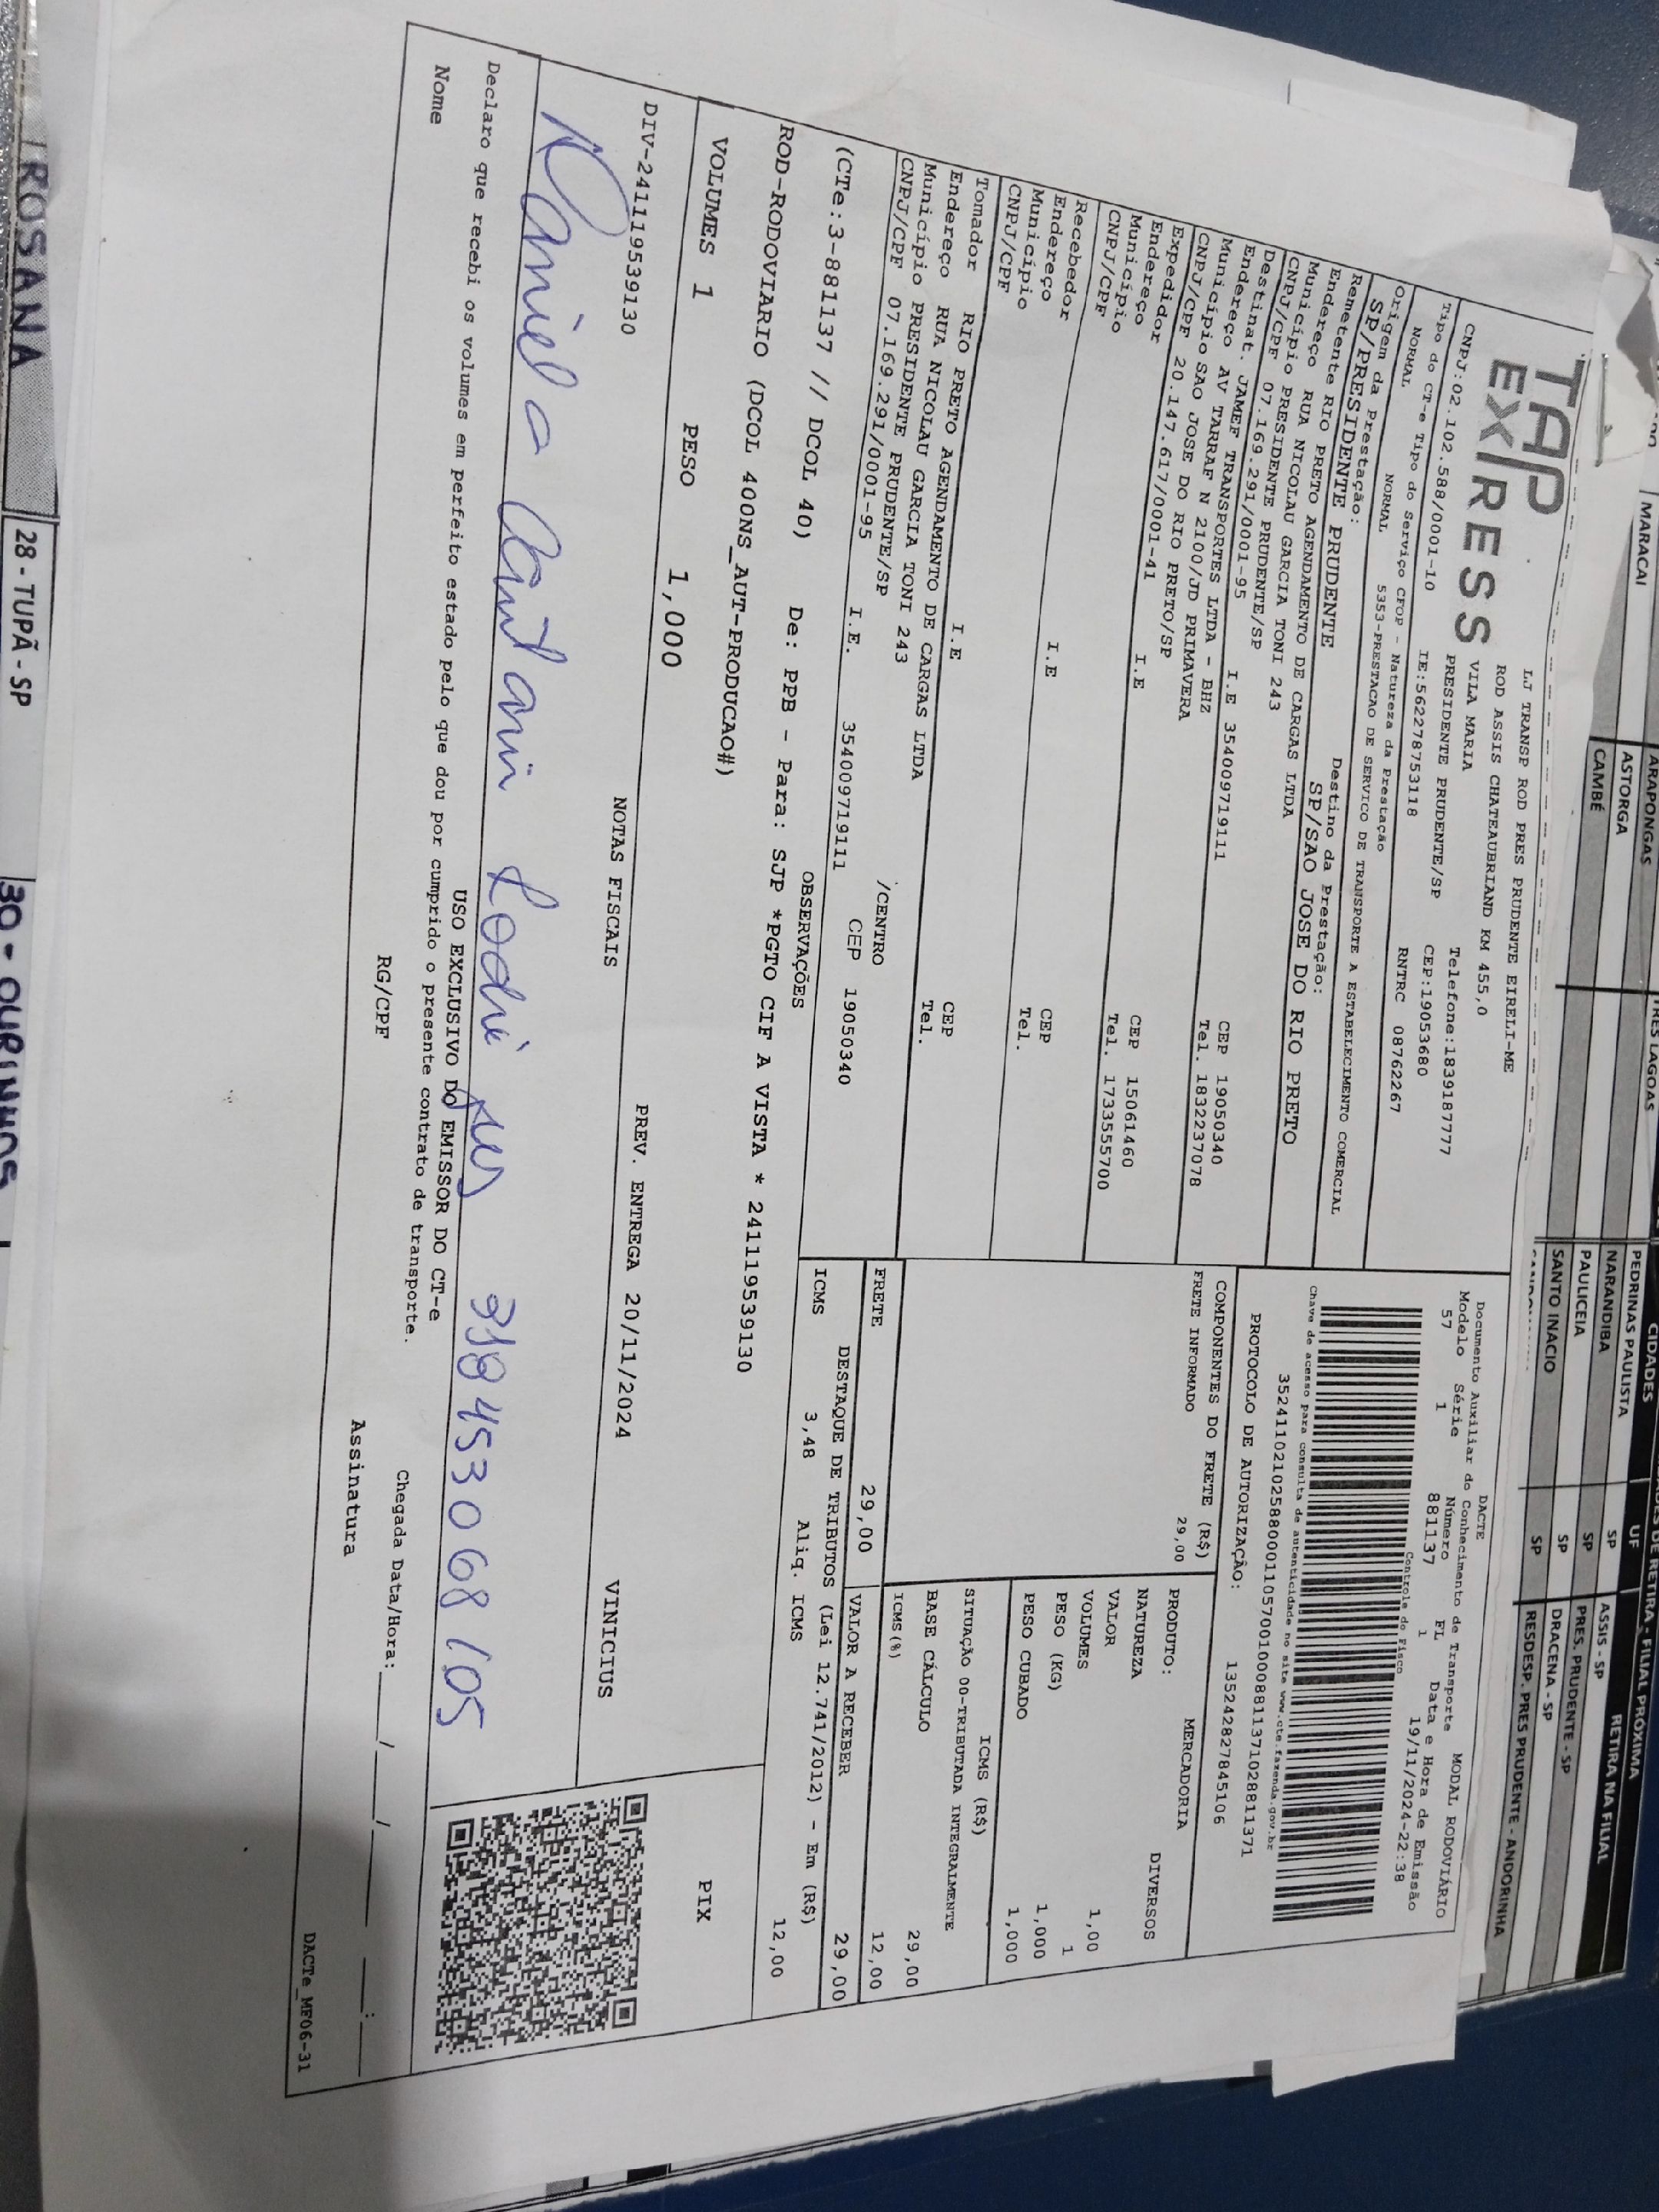 TAP
EXPRESS
LJ TRANSP ROD PRES PRUDENTE EIRELI-ME
ROD ASSIS CHATEAUBRIAND KM 455,0
VILA MARIA
PRESIDENTE PRUDENTE/SP Telefone:1839187777
CNPJ:02.102.588/0001-10 IE:562278753118 CEP:19053680
Tipo do CT-e Tipo do Serviço CFOP - Natureza da Prestação RNTRC 08762267
NORMAL NORMAL 5353-PRESTACAO DE SERVICO DE TRANSPORTE A ESTABELECIMENTO COMERCIAL
Origem da Prestação: Destino da Prestação:
SP/PRESIDENTE PRUDENTE SP/SAO JOSE DO RIO PRETO
Remetente RIO PRETO AGENDAMENTO DE CARGAS LTDA
Endereço RUA NICOLAU GARCIA TONI 243 CEP 19050340
Município PRESIDENTE PRUDENTE/SP Tel. 1832237078
CNPJ/CPF 07.169.291/0001-95 I.E 35400971911​1
Destinat. JAMEF TRANSPORTES LTDA - BHZ
Endereço AV TARRAF N 2100/JD PRIMAVERA CEP 15061460
Município SAO JOSE DO RIO PRETO/SP Tel. 1733555700
CNPJ/CPF 20.147.617/0001-41 I.E
Expedidor
Endereço CEP
Município Tel.
CNPJ/CPF I.E
Recebedor
Endereço CEP
Município Tel.
CNPJ/CPF I.E
Tomador RIO PRETO AGENDAMENTO DE CARGAS LTDA
Endereço RUA NICOLAU GARCIA TONI 243 /CENTRO
Município PRESIDENTE PRUDENTE/SP CEP 19050340
CNPJ/CPF 07.169.291/0001-95 I.E. 354009719111
DACTE MODAL RODOVIÁRIO
Documento Auxiliar do Conhecimento de Transporte
Modelo Série Número FL Data e Hora de Emissão
57 1 881137 1 19/11/2024-22:38
Controle do Fisco
Chave de acesso para consulta de autenticidade no site www.cte.fazenda.gov.br
35241102102588000110570010008811371028811371
PROTOCOLO DE AUTORIZAÇÃO: 135242827845106
COMPONENTES DO FRETE (R$)
FRETE INFORMADO 29,00
PRODUTO: MERCADORIA
NATUREZA DIVERSOS
VALOR 1,00
VOLUMES 1
PESO (KG) 1,000
PESO CUBADO 1,000
ICMS (R$)
SITUAÇÃO 00-TRIBUTADA INTEGRALMENTE
BASE CÁLCULO 29,00
ICMS(%) 12,00
FRETE 29,00 VALOR A RECEBER 29,00
DESTAQUE DE TRIBUTOS (Lei 12.741/2012) - Em (R$)
ICMS 3,48 Aliq. ICMS 12,00
OBSERVAÇÕES
(CTe:3-881137 // DCOL 40) De: PPB - Para: SJP *PGTO CIF A VISTA * 241119539130
ROD-RODOVIARIO (DCOL 400NS_AUT-PRODUCAO#)
VOLUMES 1 PESO 1,000
NOTAS FISCAIS PREV. ENTREGA 20/11/2024 VINICIUS
PIX
DIV-241119539130
USO EXCLUSIVO DO EMISSOR DO CT-e
Declaro que recebi os volumes em perfeito estado pelo que dou por cumprido o presente contrato de transporte.
Nome RG/CPF Assinatura Chegada Data/Hora: ___/___/_____ ___:___
DACTe_MF06-31
ARAPONGAS
MARACAI ASTORGA
CAMBÉ
TRES LAGOAS
CIDADES UF RETIRA NA FILIAL
PEDRINAS PAULISTA SP ASSIS - SP
NARANDIBA SP PRES. PRUDENTE - SP
PAULICEIA SP DRACENA - SP
SANTO INACIO SP RESDESP. PRES PRUDENTE - ANDORINHA
ROSANA
28 - TUPÃ - SP
30 - OURINHOS